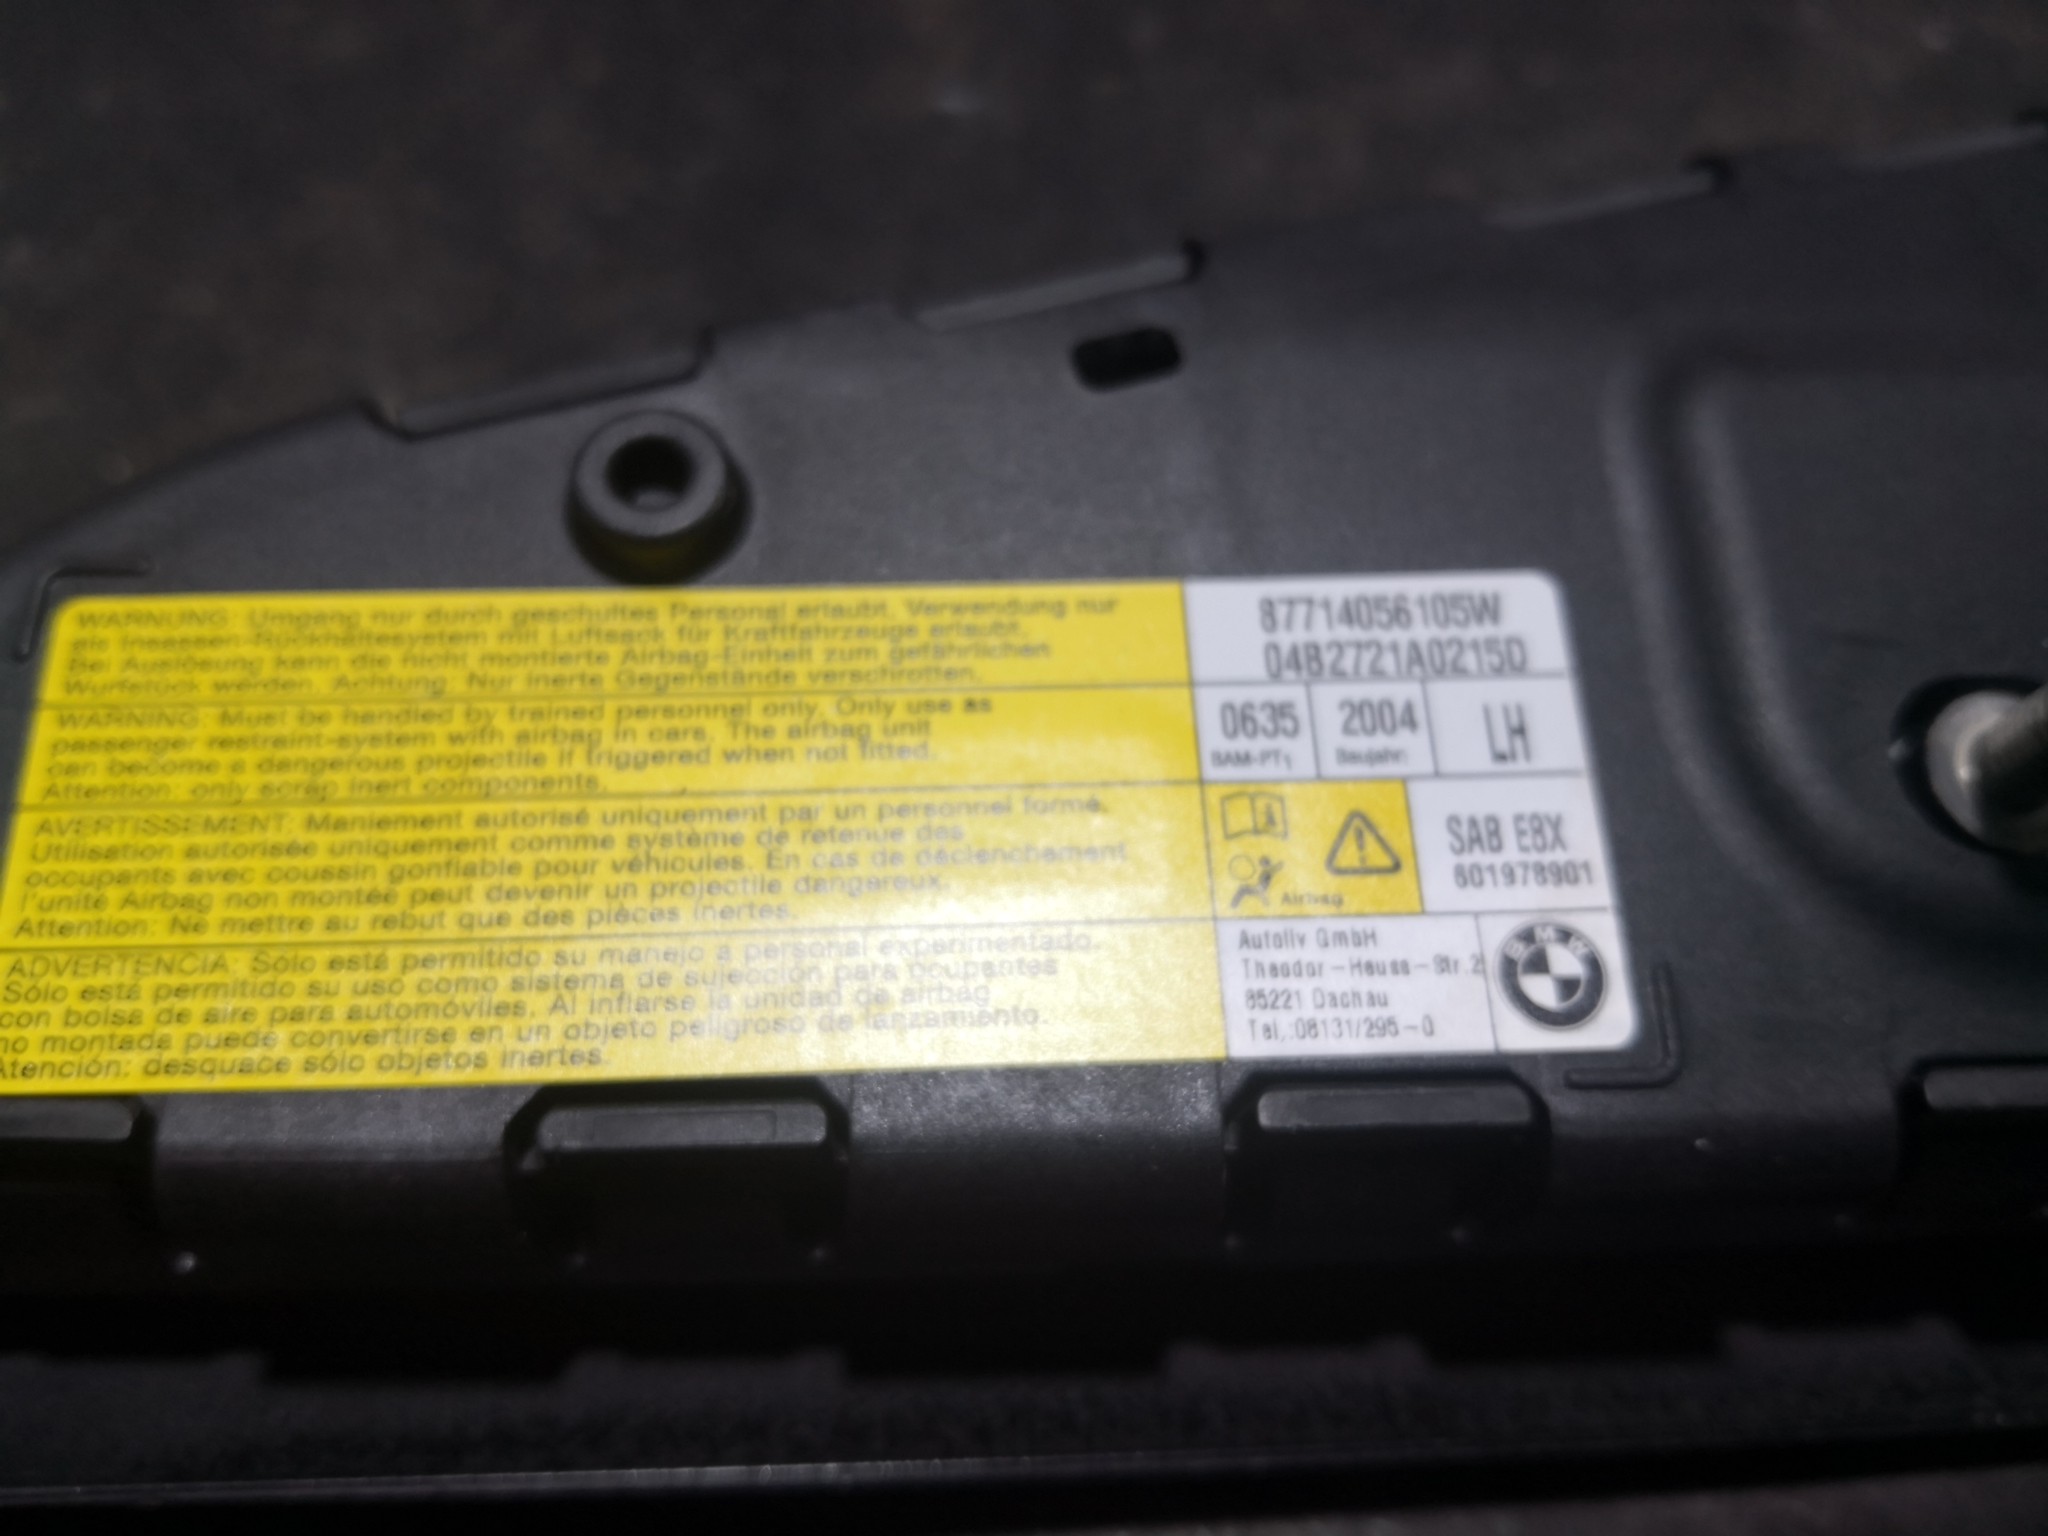 WARNUNG: Umgang nur durch geschultes Personal erlaubt. Verwendung nur
als Insassen-Rückhaltesystem mit Luftsack für Kraftfahrzeuge erlaubt.
Bei Auslösung kann die nicht montierte Airbag-Einheit zum gefährlichen
Wurfstück werden. Achtung: Nur inerte Gegenstände verschrotten.
WARNING: Must be handled by trained personnel only. Only use as
passenger restraint-system with airbag in cars. The airbag unit
can become a dangerous projectile if triggered when not fitted.
Attention: only scrap inert components.
AVERTISSEMENT: Maniement autorisé uniquement par un personnel formé.
Utilisation autorisée uniquement comme système de retenue des
occupants avec coussin gonflable pour véhicules. En cas de déclenchement
l'unité Airbag non montée peut devenir un projectile dangereux.
Attention: Ne mettre au rebut que des pièces inertes.
ADVERTENCIA: Sólo está permitido su manejo a personal experimentado.
Sólo está permitido su uso como sistema de sujección para ocupantes
con bolsa de aire para automóviles. Al inflarse la unidad de airbag
no montada puede convertirse en un objeto peligroso de lanzamiento.
Atención: desguace sólo objetos inertes.
87714056105W
04B2721A0215D
0635 2004 LH
BAM-PT1 Baujahr:
SAB E8X
601978901
Airbag
Autoliv GmbH
Theodor-Heuss-Str.2
85221 Dachau
Tel.:08131/295-0
BMW